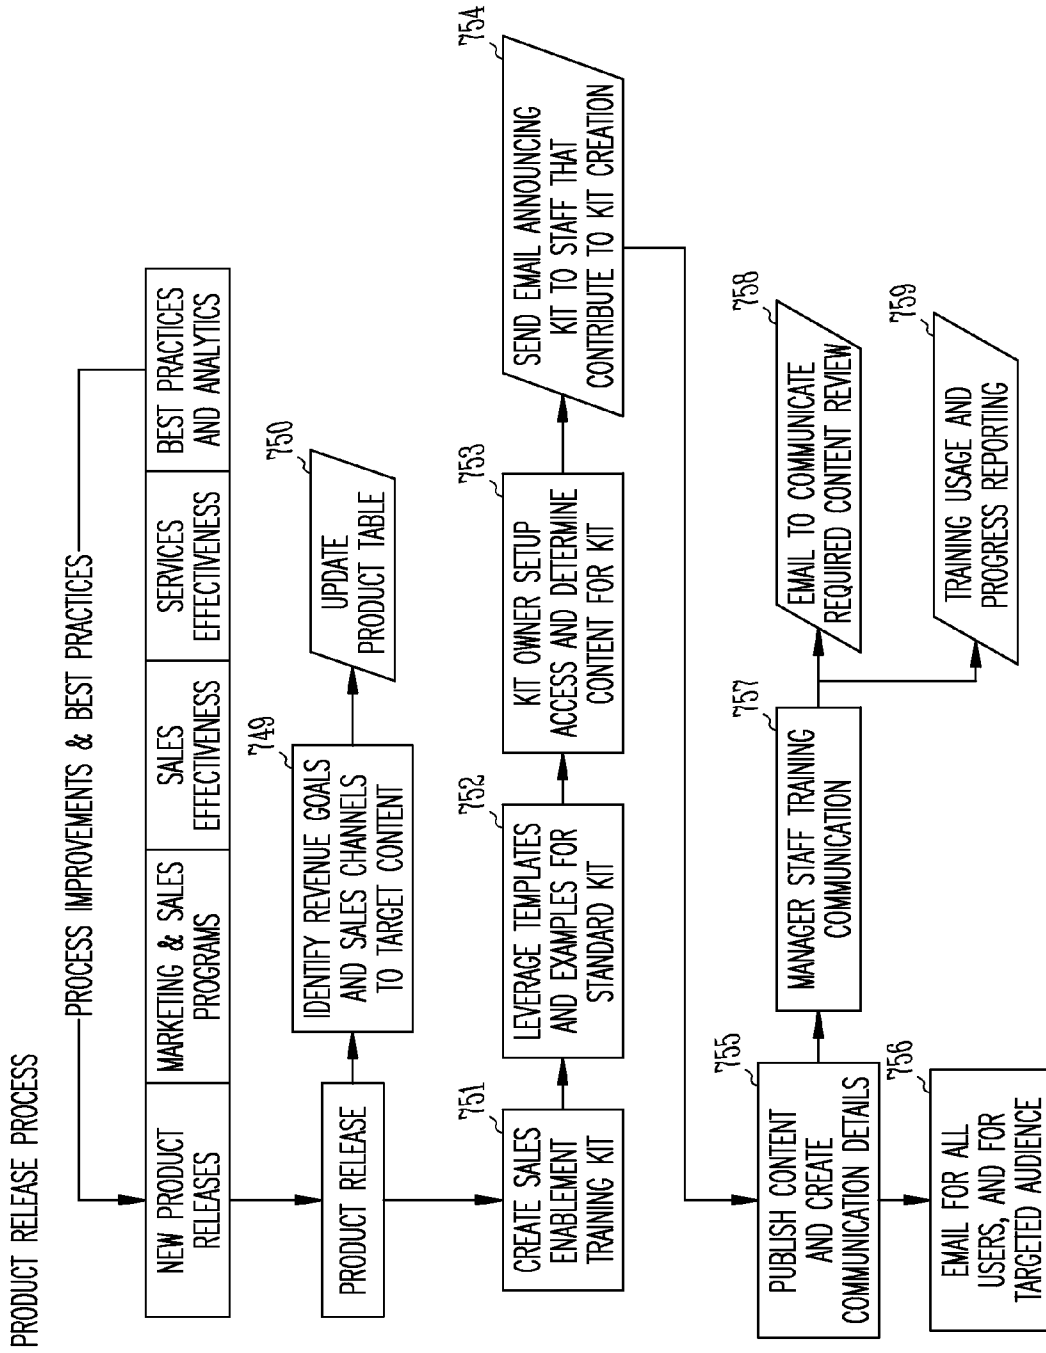 PRODUCT RELEASE PROCESS
PROCESS IMPROVEMENTS & BEST PRACTICES
NEW PRODUCT
RELEASES
MARKETING & SALES
PROGRAMS
SALES
EFFECTIVENESS
SERVICES
EFFECTIVENESS
BEST PRACTICES
AND ANALYTICS
PRODUCT RELEASE
749
IDENTIFY REVENUE GOALS
AND SALES CHANNELS
TO TARGET CONTENT
750
UPDATE
PRODUCT TABLE
751
CREATE SALES
ENABLEMENT
TRAINING KIT
752
LEVERAGE TEMPLATES
AND EXAMPLES FOR
STANDARD KIT
753
KIT OWNER SETUP
ACCESS AND DETERMINE
CONTENT FOR KIT
754
SEND EMAIL ANNOUNCING
KIT TO STAFF THAT
CONTRIBUTE TO KIT CREATION
755
PUBLISH CONTENT
AND CREATE
COMMUNICATION DETAILS
756
EMAIL FOR ALL
USERS, AND FOR
TARGETED AUDIENCE
757
MANAGER STAFF TRAINING
COMMUNICATION
758
EMAIL TO COMMUNICATE
REQUIRED CONTENT REVIEW
759
TRAINING USAGE AND
PROGRESS REPORTING